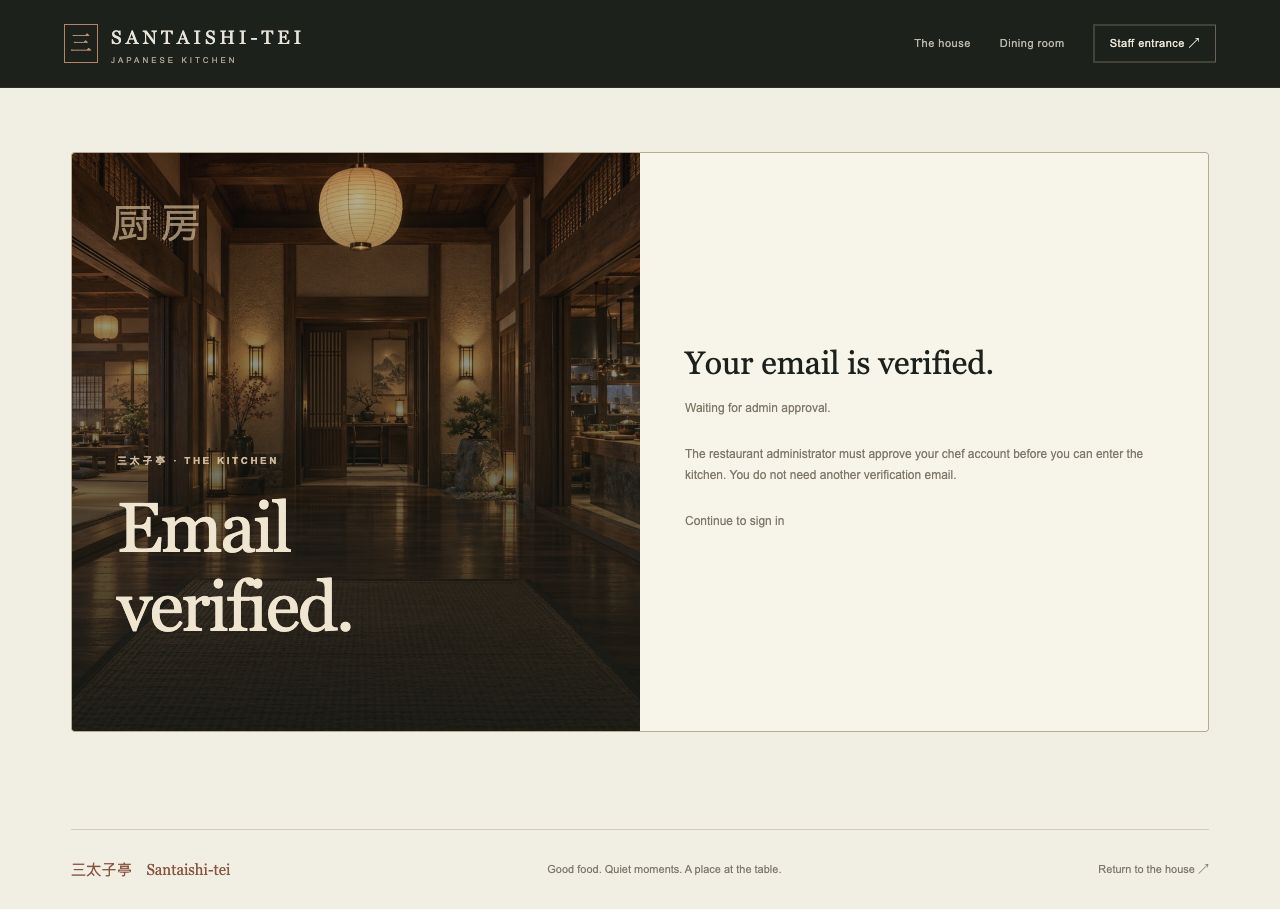 三 SANTAISHI-TEI
JAPANESE KITCHEN
The house
Dining room
Staff entrance ↗
厨房
三太子亭 · THE KITCHEN
Email
verified.
Your email is verified.
Waiting for admin approval.
The restaurant administrator must approve your chef account before you can enter the
kitchen. You do not need another verification email.
Continue to sign in
三太子亭 Santaishi-tei
Good food. Quiet moments. A place at the table.
Return to the house ↗